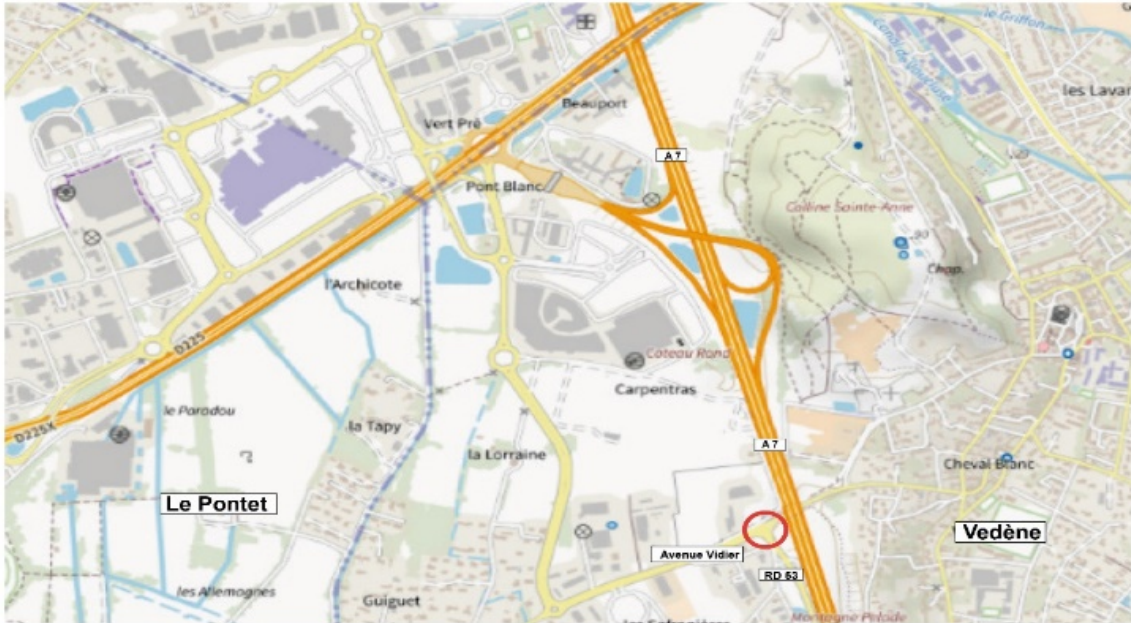 le Griffon
les Lavar
Beauport
Vert Pré
A 7
Pont Blanc
Colline Sainte-Anne
90
Chap.
l'Archicote
D225
Coteau Rond
Carpentras
le Paradou
D225X
la Tapy
A 7
la Lorraine
Cheval Blanc
Le Pontet
Vedène
Avenue Vidier
RD 53
les Allemagnes
Guiguet